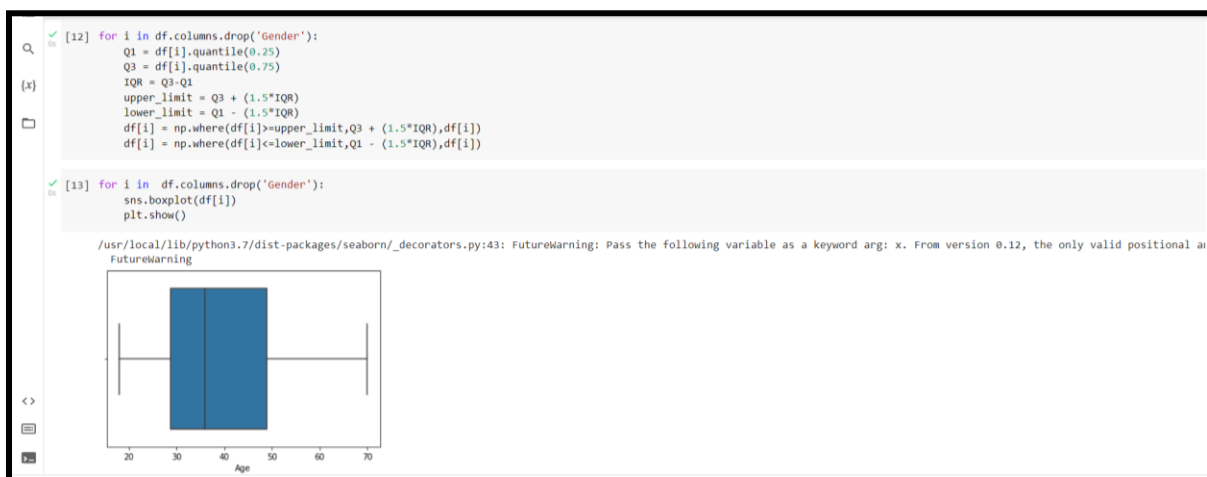 [12] for i in df.columns.drop('Gender'):
Q1 = df[i].quantile(0.25)
Q3 = df[i].quantile(0.75)
IQR = Q3-Q1
upper_limit = Q3 + (1.5*IQR)
lower_limit = Q1 - (1.5*IQR)
df[i] = np.where(df[i]>=upper_limit,Q3 + (1.5*IQR),df[i])
df[i] = np.where(df[i]<=lower_limit,Q1 - (1.5*IQR),df[i])
{x}
0s
[13] for i in  df.columns.drop('Gender'):
0s
sns.boxplot(df[i])
plt.show()
/usr/local/lib/python3.7/dist-packages/seaborn/_decorators.py:43: FutureWarning: Pass the following variable as a keyword arg: x. From version 0.12, the only valid positional
FutureWarning
<>
20 30 40 50 60 70
Age